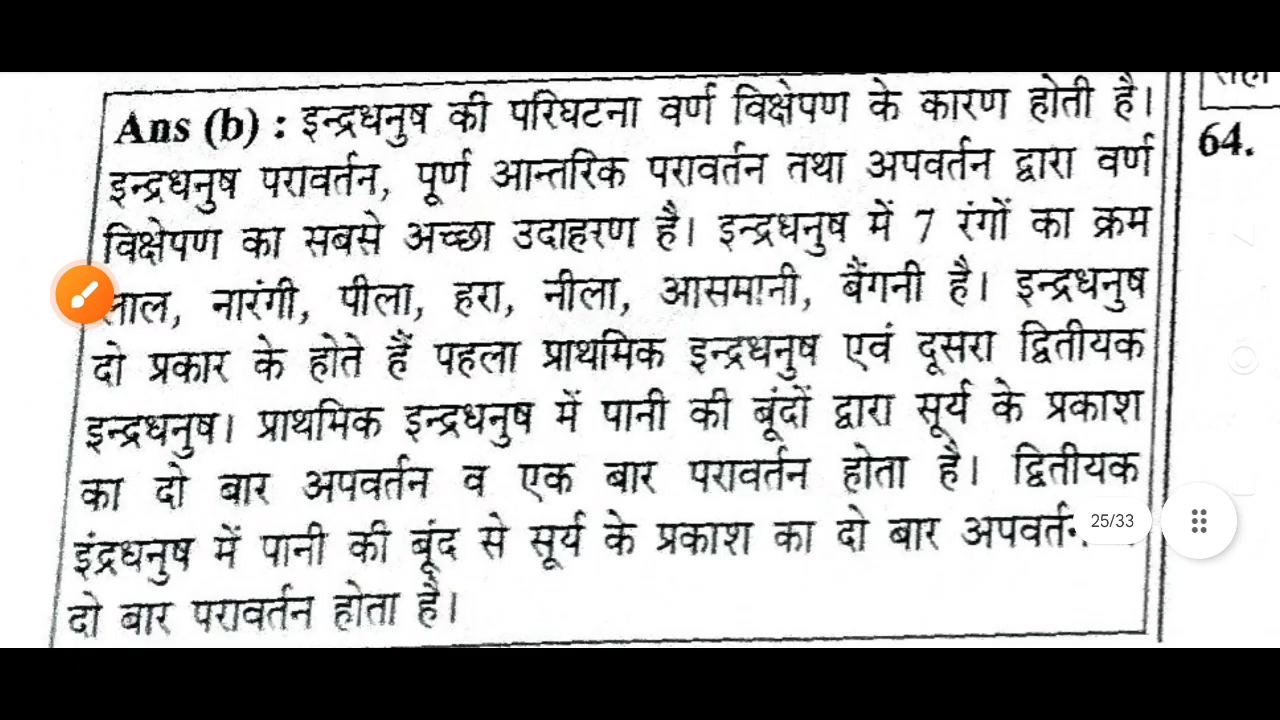 Ans (b) : इन्द्रधनुष की परिघटना वर्ण विक्षेपण के कारण होती है।
इन्द्रधनुष परावर्तन, पूर्ण आन्तरिक परावर्तन तथा अपवर्तन द्वारा वर्ण
विक्षेपण का सबसे अच्छा उदाहरण है। इन्द्रधनुष में 7 रंगों का क्रम
लाल, नारंगी, पीला, हरा, नीला, आसमानी, बैंगनी है। इन्द्रधनुष
दो प्रकार के होते हैं पहला प्राथमिक इन्द्रधनुष एवं दूसरा द्वितीयक
इन्द्रधनुष। प्राथमिक इन्द्रधनुष में पानी की बूंदों द्वारा सूर्य के प्रकाश
का दो बार अपवर्तन व एक बार परावर्तन होता है। द्वितीयक
इंद्रधनुष में पानी की बूंद से सूर्य के प्रकाश का दो बार अपवर्तन
दो बार परावर्तन होता है।
64.
25/33